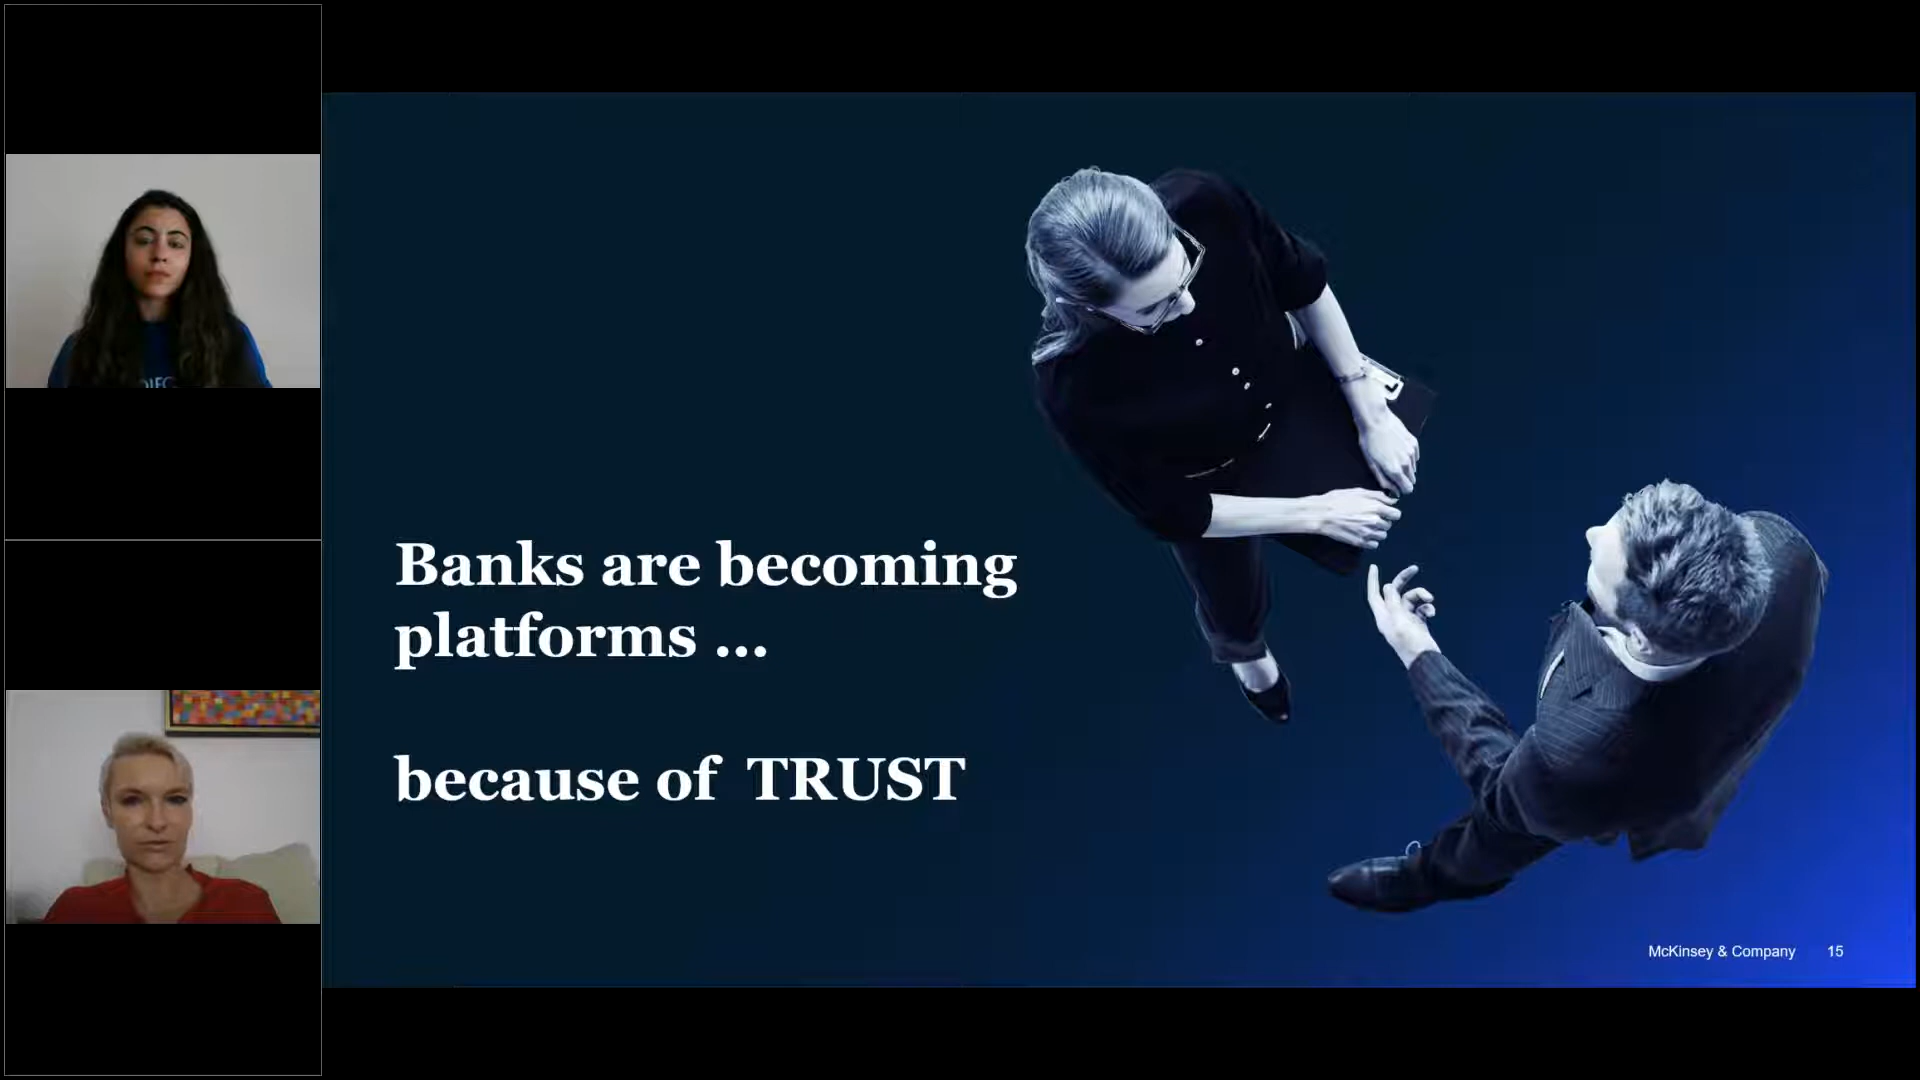 Banks are becoming
platforms ...
because of TRUST
McKinsey & Company 15